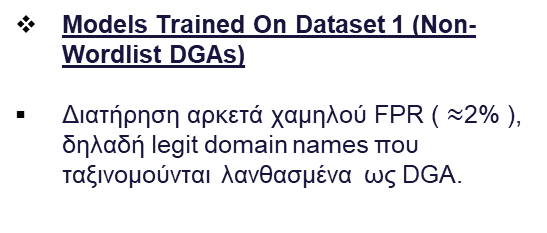 ❖ Models Trained On Dataset 1 (Non-
Wordlist DGAs)
▪ Διατήρηση αρκετά χαμηλού FPR ( ≈2% ),
δηλαδή legit domain names που
ταξινομούνται λανθασμένα ως DGA.